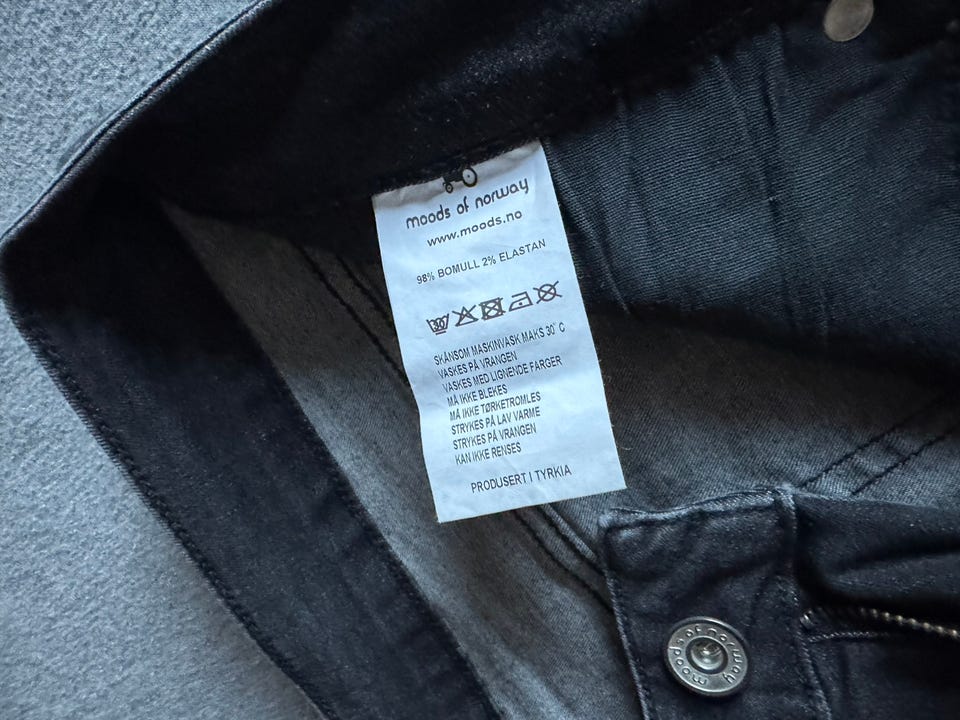 moods of norway
www.moods.no
98% BOMULL 2% ELASTAN
30
SKÅNSOM MASKINVASK MAKS 30° C
VASKES PÅ VRANGEN
VASKES MED LIGNENDE FARGER
MÅ IKKE BLEKES
MÅ IKKE TØRKETROMLES
STRYKES PÅ LAV VARME
STRYKES PÅ VRANGEN
KAN IKKE RENSES
PRODUSERT I TYRKIA
moods of norway